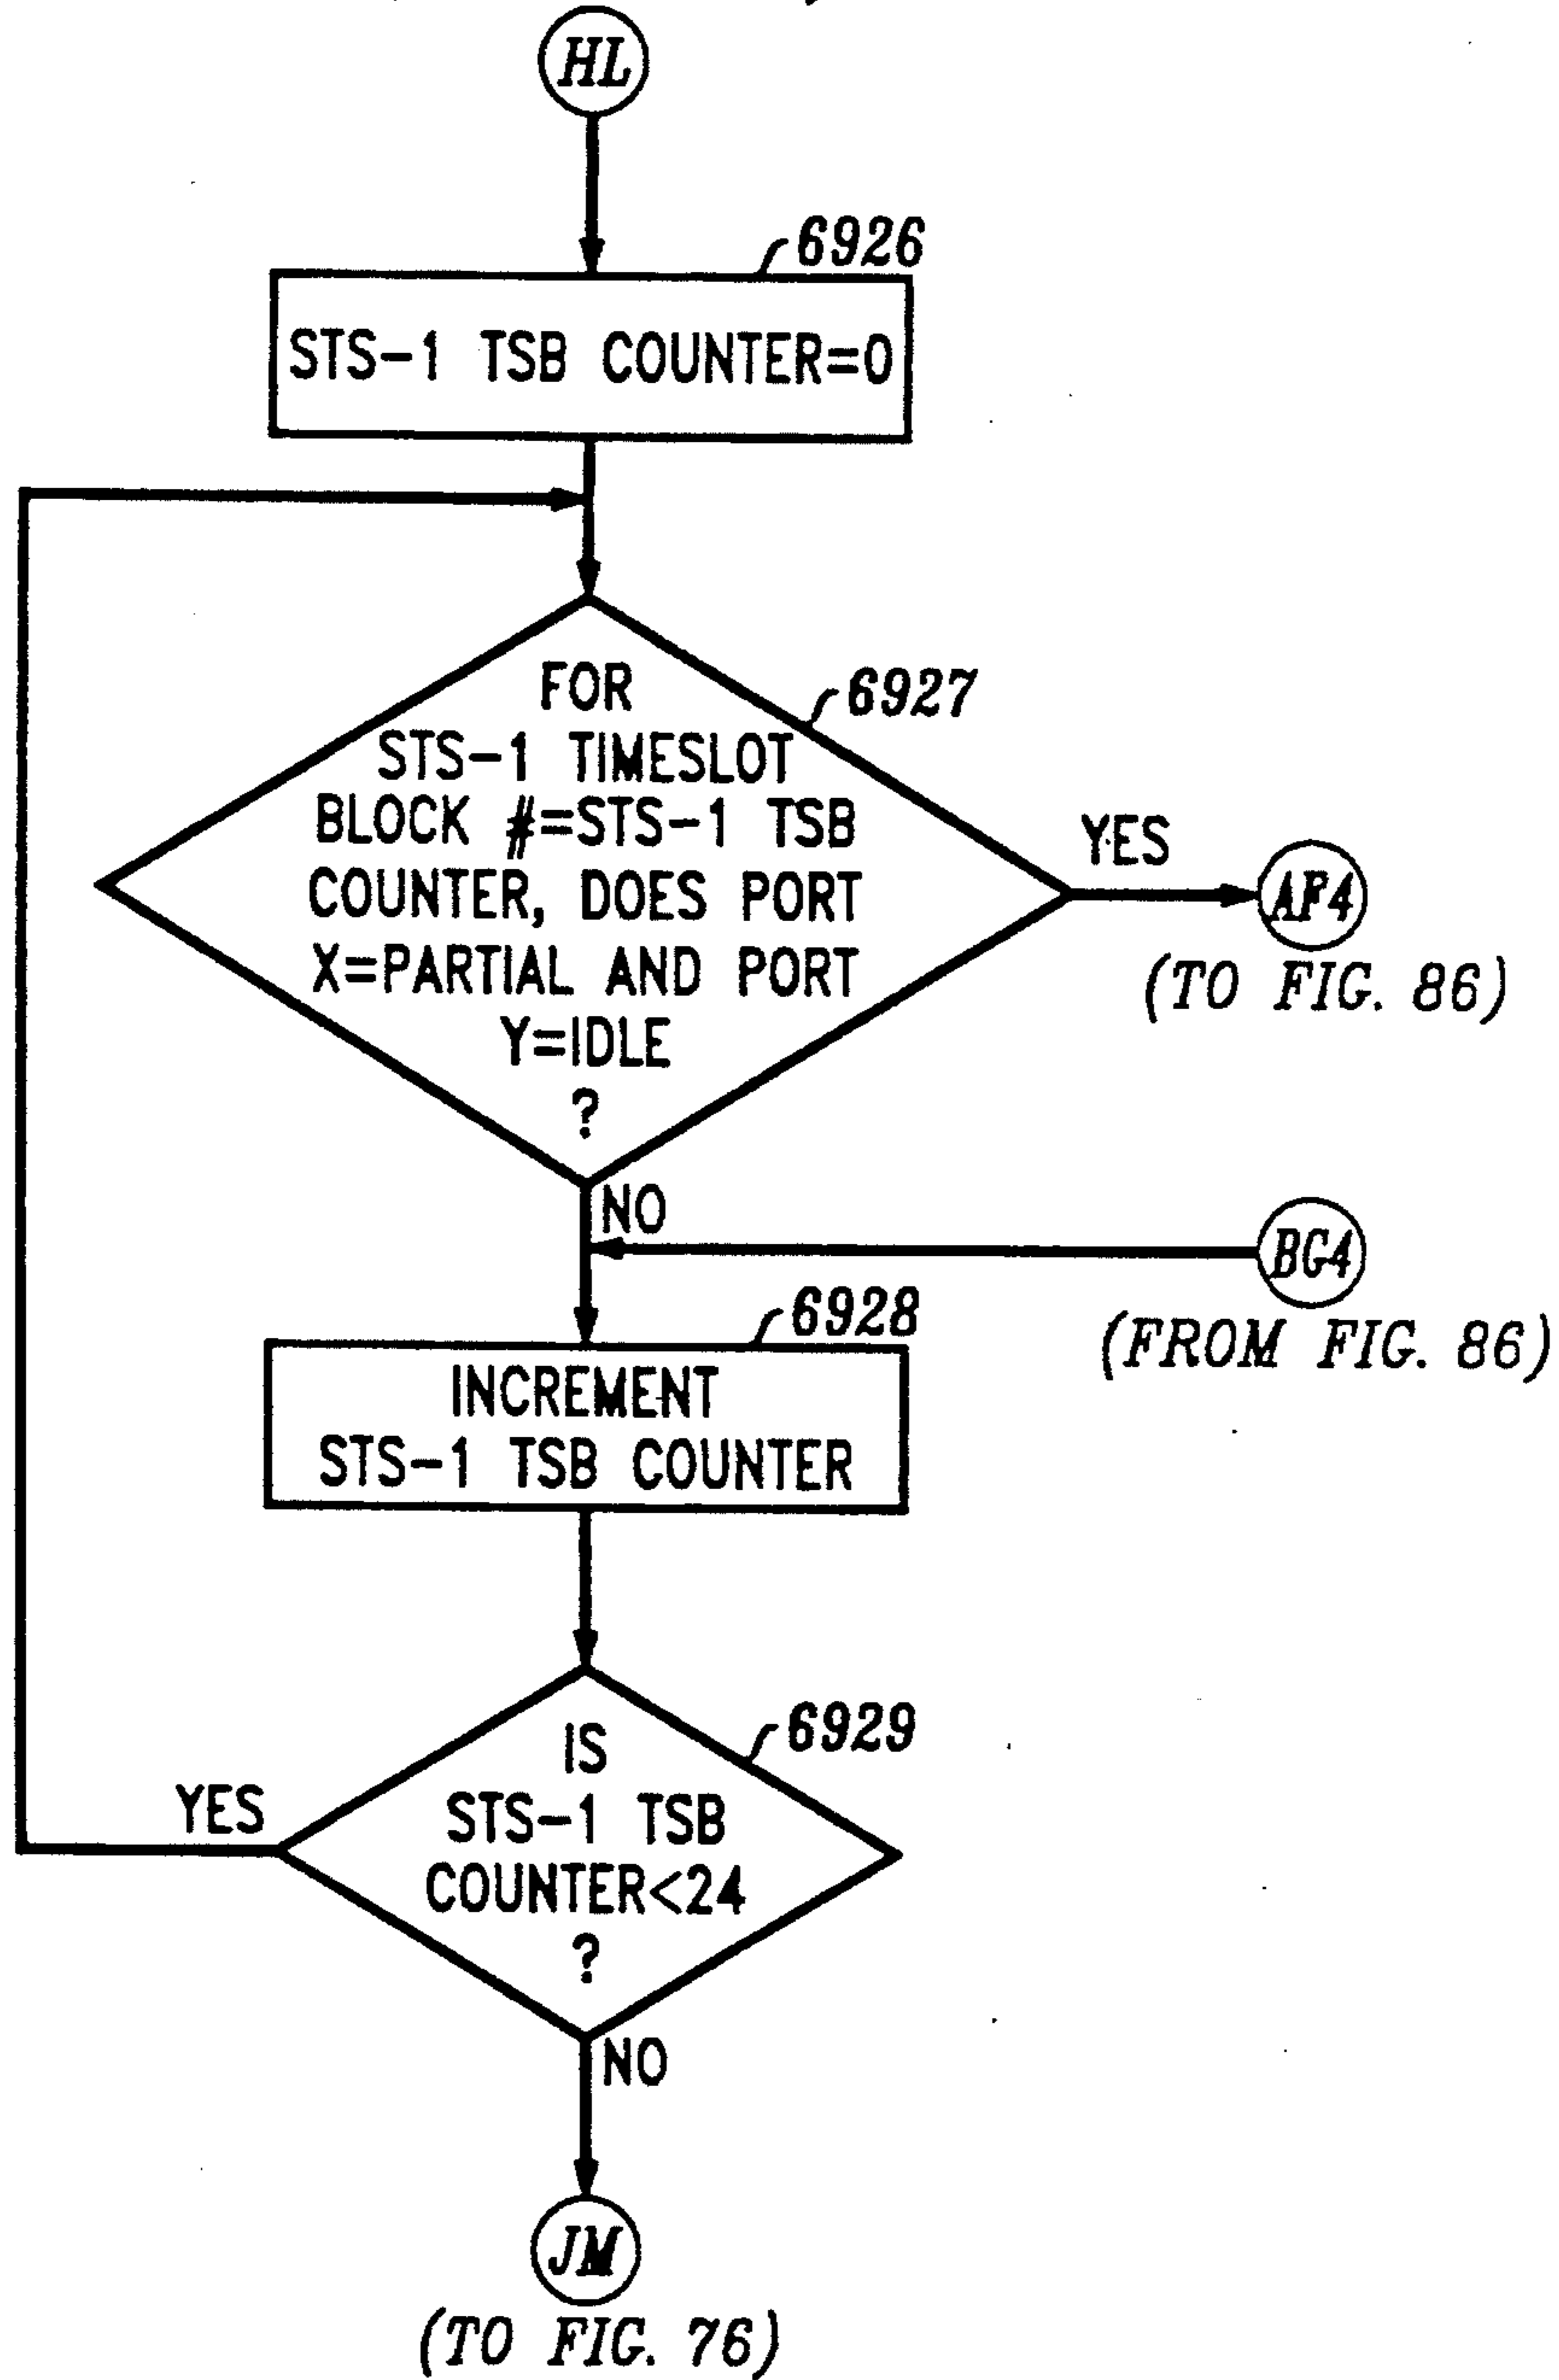 HL
6926
STS-1 TSB COUNTER=0
6927
FOR
STS-1 TIMESLOT
BLOCK #=STS-1 TSB
COUNTER, DOES PORT
X=PARTIAL AND PORT
Y=IDLE
?
YES
AF4
(TO FIG. 86)
NO
BG4
(FROM FIG. 86)
6928
INCREMENT
STS-1 TSB COUNTER
6929
IS
STS-1 TSB
COUNTER<24
?
YES
NO
JM
(TO FIG. 76)